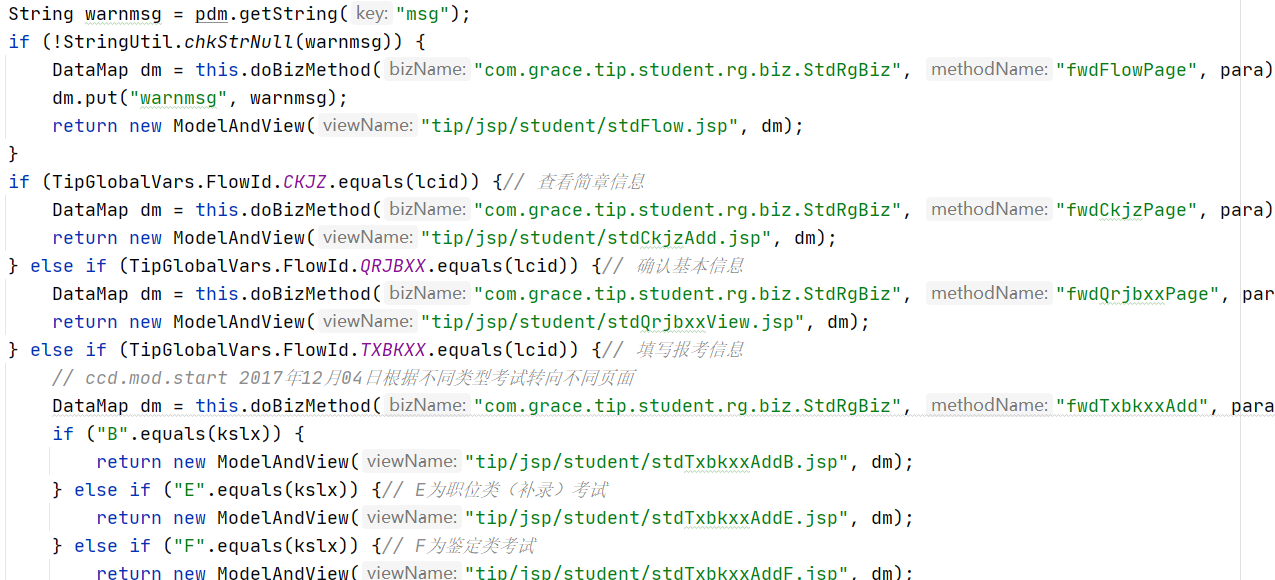 String warnmsg = pdm.getString( key: "msg");
if (!StringUtil.chkStrNull(warnmsg)) {
    DataMap dm = this.doBizMethod( bizName: "com.grace.tip.student.rg.biz.StdRgBiz", methodName: "fwdFlowPage", para)
    dm.put("warnmsg", warnmsg);
    return new ModelAndView( viewName: "tip/jsp/student/stdFlow.jsp", dm);
}
if (TipGlobalVars.FlowId.CKJZ.equals(lcid)) {// 查看简章信息
    DataMap dm = this.doBizMethod( bizName: "com.grace.tip.student.rg.biz.StdRgBiz", methodName: "fwdCkjzPage", para)
    return new ModelAndView( viewName: "tip/jsp/student/stdCkjzAdd.jsp", dm);
} else if (TipGlobalVars.FlowId.QRJBXX.equals(lcid)) {// 确认基本信息
    DataMap dm = this.doBizMethod( bizName: "com.grace.tip.student.rg.biz.StdRgBiz", methodName: "fwdQrjbxxPage", par
    return new ModelAndView( viewName: "tip/jsp/student/stdQrjbxxView.jsp", dm);
} else if (TipGlobalVars.FlowId.TXBKXX.equals(lcid)) {// 填写报考信息
    // ccd.mod.start 2017年12月04日根据不同类型考试转向不同页面
    DataMap dm = this.doBizMethod( bizName: "com.grace.tip.student.rg.biz.StdRgBiz", methodName: "fwdTxbkxxAdd", para
    if ("B".equals(kslx)) {
        return new ModelAndView( viewName: "tip/jsp/student/stdTxbkxxAddB.jsp", dm);
    } else if ("E".equals(kslx)) {// E为职位类（补录）考试
        return new ModelAndView( viewName: "tip/jsp/student/stdTxbkxxAddE.jsp", dm);
    } else if ("F".equals(kslx)) {// F为鉴定类考试
        return new ModelAndView( viewName: "tip/jsp/student/stdTxbkxxAddF.jsp", dm);